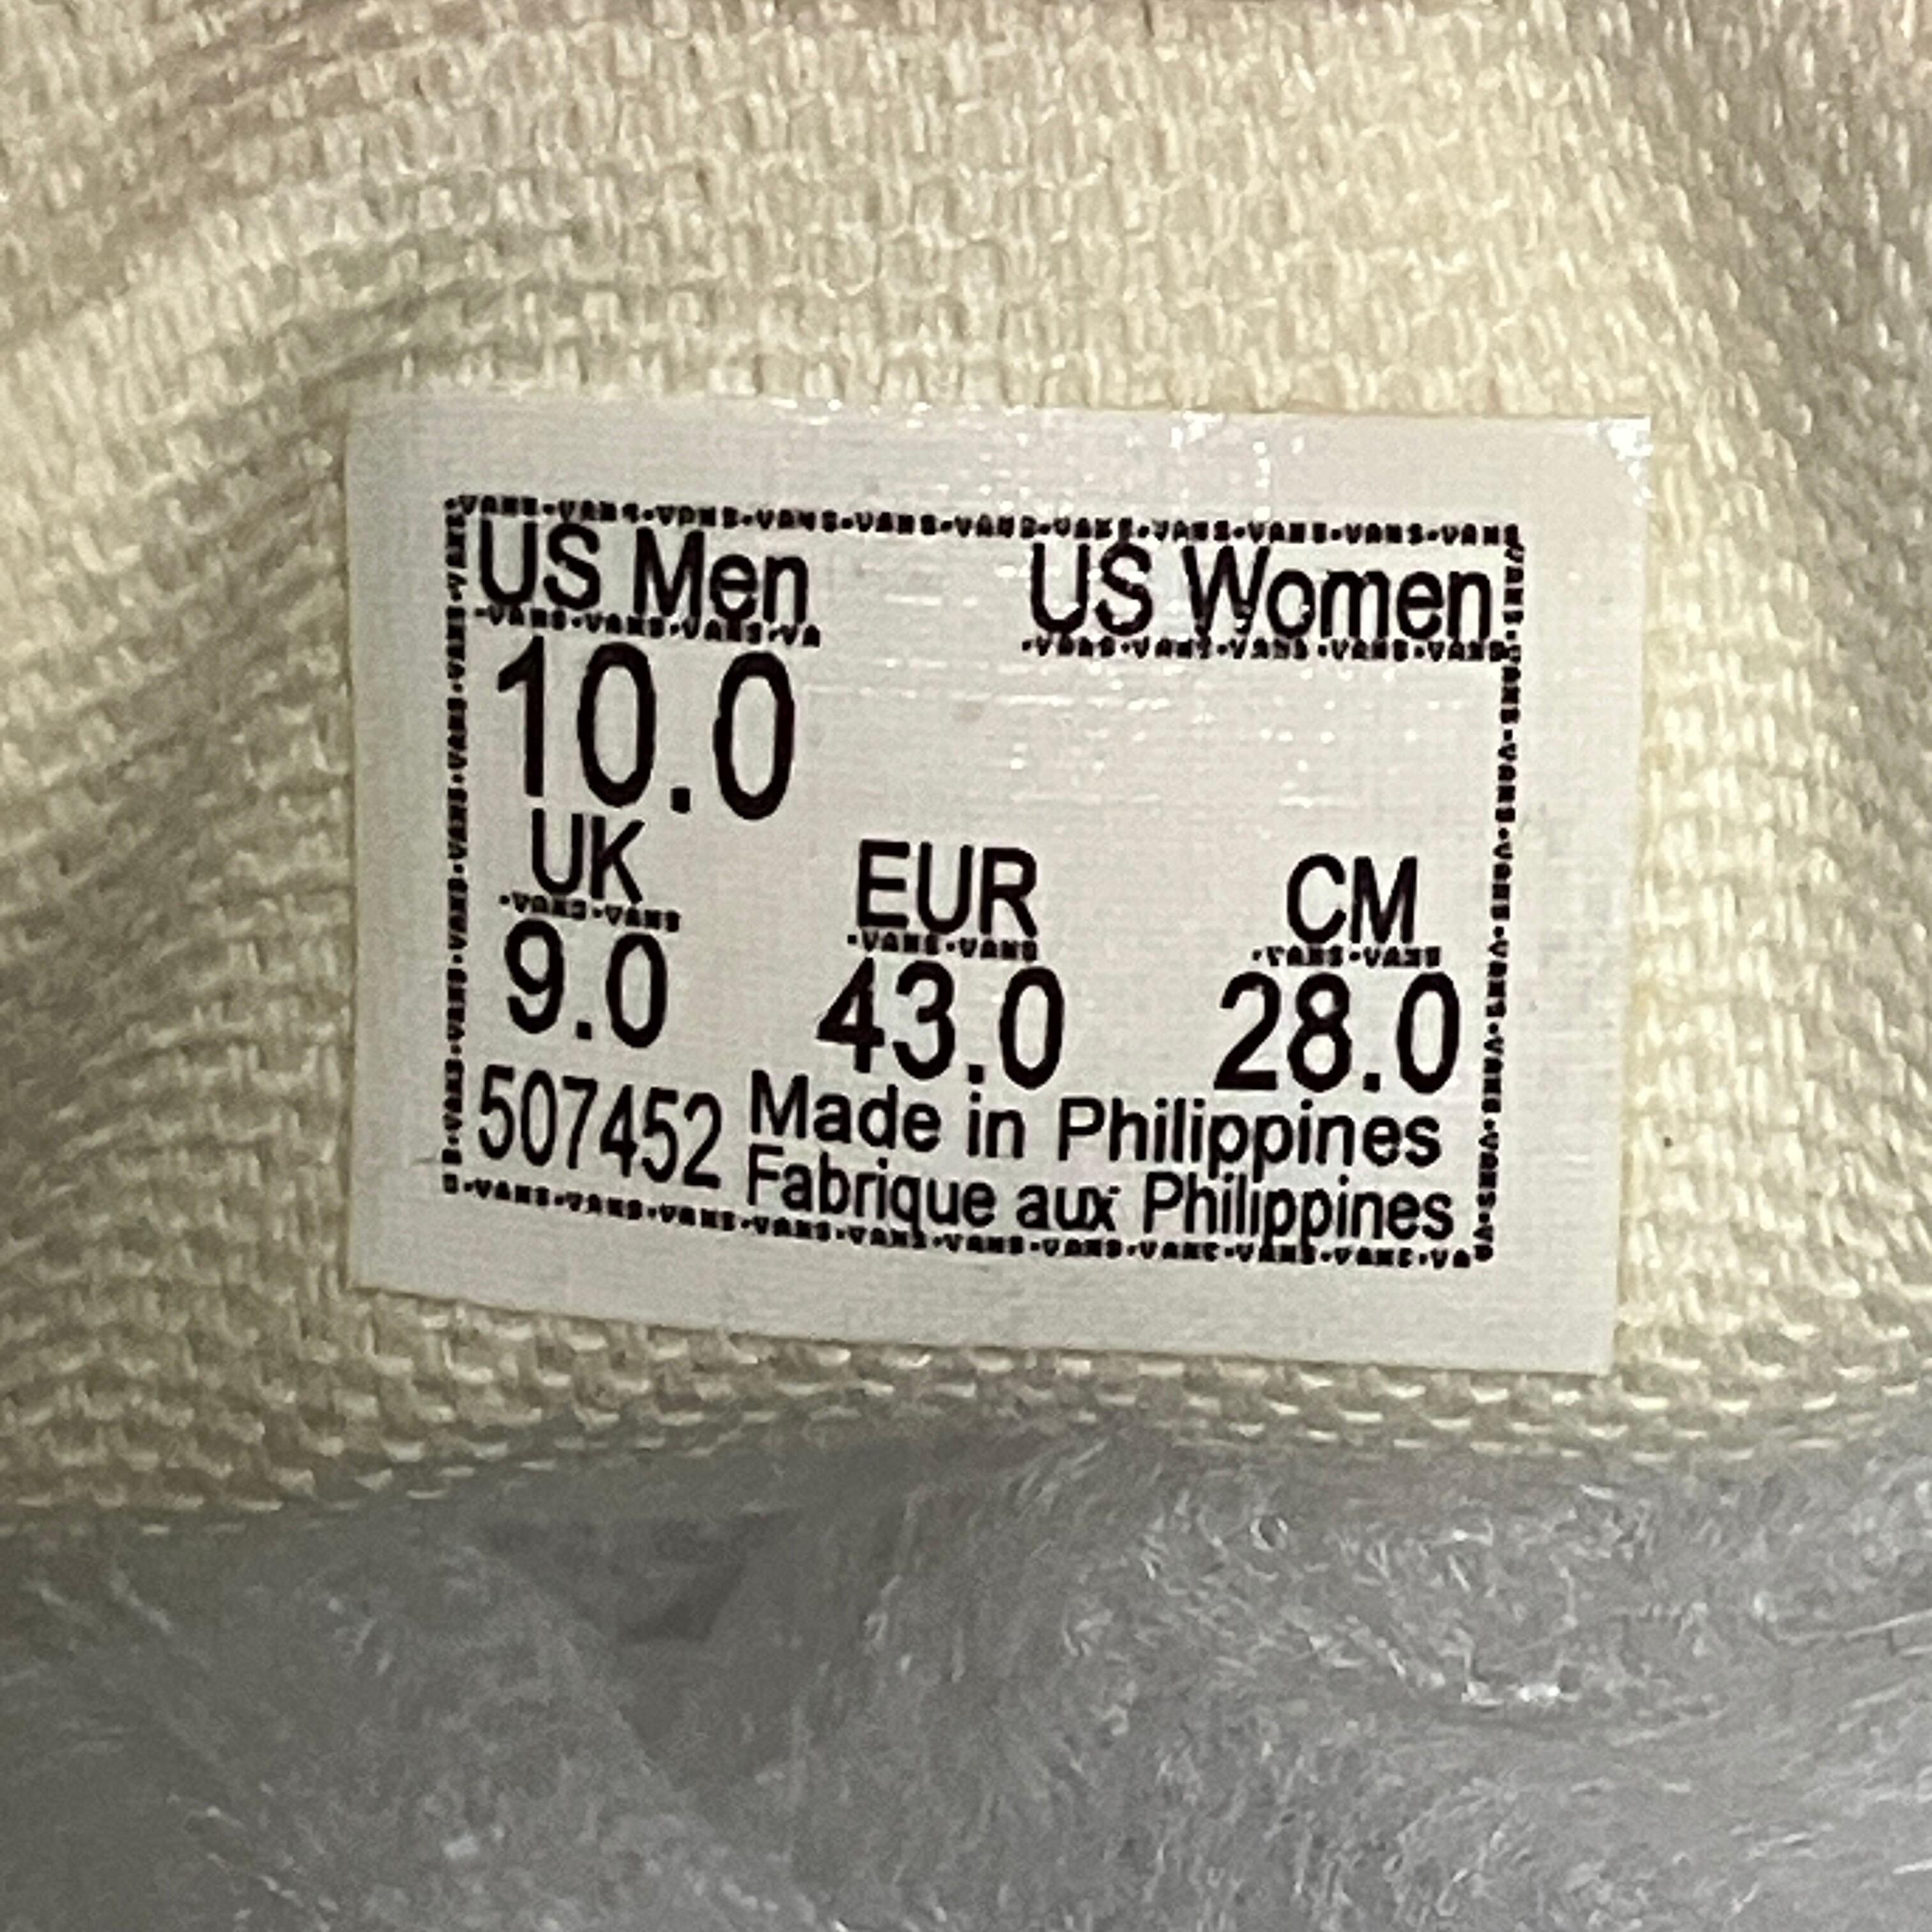 US Men US Women
10.0
UK EUR CM
9.0 43.0 28.0
507452 Made in Philippines
Fabrique aux Philippines